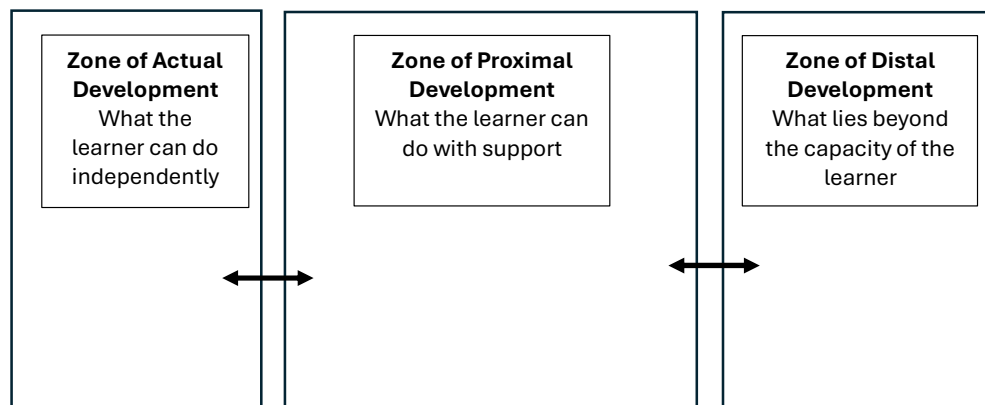 Zone of Actual
Development
What the
learner can do
independently
Zone of Proximal
Development
What the learner can
do with support
Zone of Distal
Development
What lies beyond
the capacity of the
learner